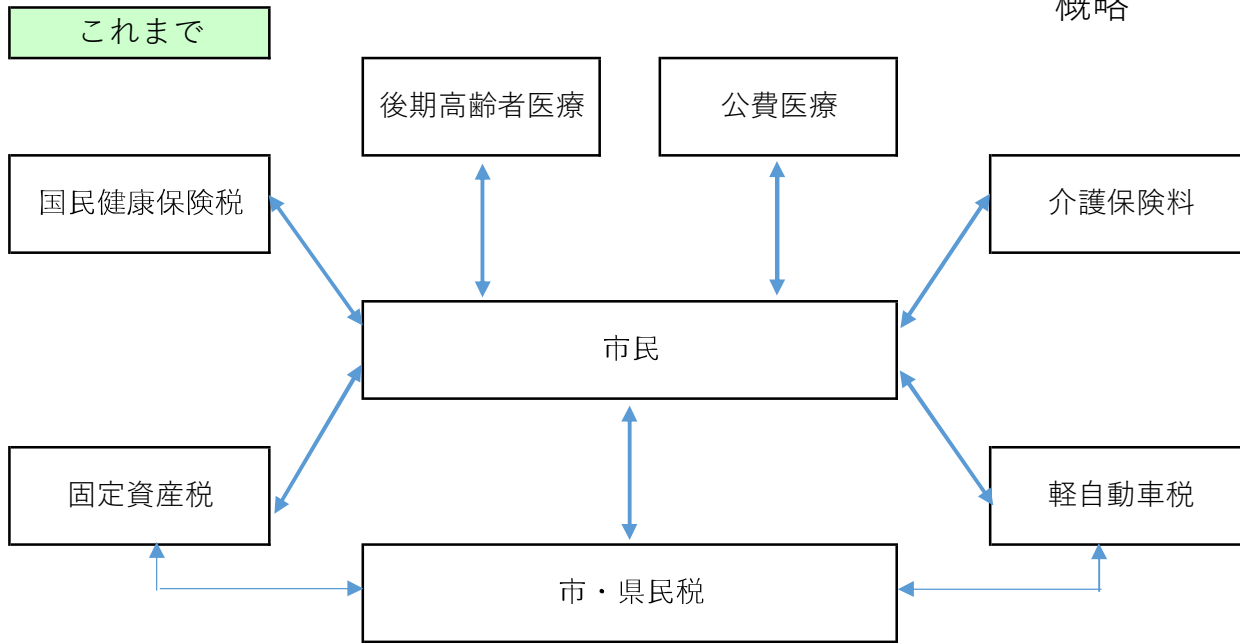 概略
これまで
後期高齢者医療
公費医療
国民健康保険税
介護保険料
市民
固定資産税
軽自動車税
市・県民税